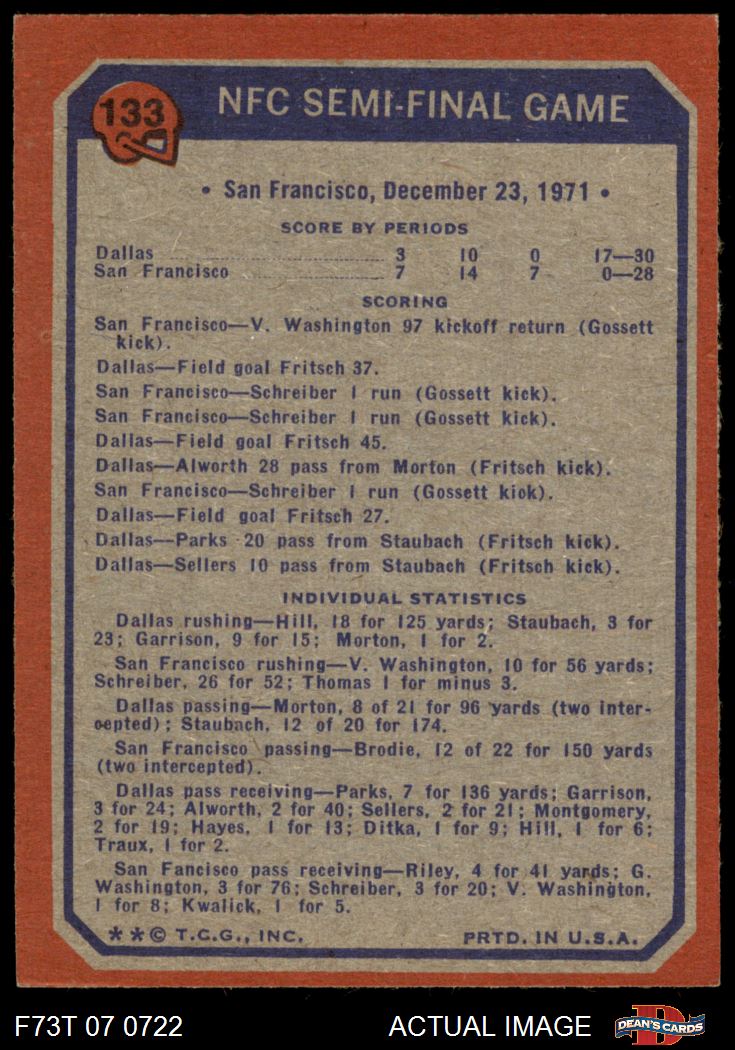 133
NFC SEMI-FINAL GAME
• San Francisco, December 23, 1971 •
SCORE BY PERIODS
Dallas 3 10 0 17—30
San Francisco 7 14 7 0—28
SCORING
San Francisco—V. Washington 97 kickoff return (Gossett
kick).
Dallas—Field goal Fritsch 37.
San Francisco—Schreiber 1 run (Gossett kick).
San Francisco—Schreiber 1 run (Gossett kick).
Dallas—Field goal Fritsch 45.
Dallas—Alworth 28 pass from Morton (Fritsch kick).
San Francisco—Schreiber 1 run (Gossett kick).
Dallas—Field goal Fritsch 27.
Dallas—Parks 20 pass from Staubach (Fritsch kick).
Dallas—Sellers 10 pass from Staubach (Fritsch kick).
INDIVIDUAL STATISTICS
Dallas rushing—Hill, 18 for 125 yards; Staubach, 3 for
23; Garrison, 9 for 15; Morton, 1 for 2.
San Francisco rushing—V. Washington, 10 for 56 yards;
Schreiber, 26 for 52; Thomas 1 for minus 3.
Dallas passing—Morton, 8 of 21 for 96 yards (two inter-
cepted); Staubach, 12 of 20 for 174.
San Francisco passing—Brodie, 12 of 22 for 150 yards
(two intercepted).
Dallas pass receiving—Parks, 7 for 136 yards; Garrison,
3 for 24; Alworth, 2 for 40; Sellers, 2 for 21; Montgomery,
2 for 19; Hayes, 1 for 13; Ditka, 1 for 9; Hill, 1 for 6;
Traux, 1 for 2.
San Fancisco pass receiving—Riley, 4 for 41 yards; G.
Washington, 3 for 76; Schreiber, 3 for 20; V. Washington,
1 for 8; Kwalick, 1 for 5.
**© T.C.G., INC. PRTD. IN U.S.A.
F73T 07 0722 ACTUAL IMAGE DEAN'S CARDS